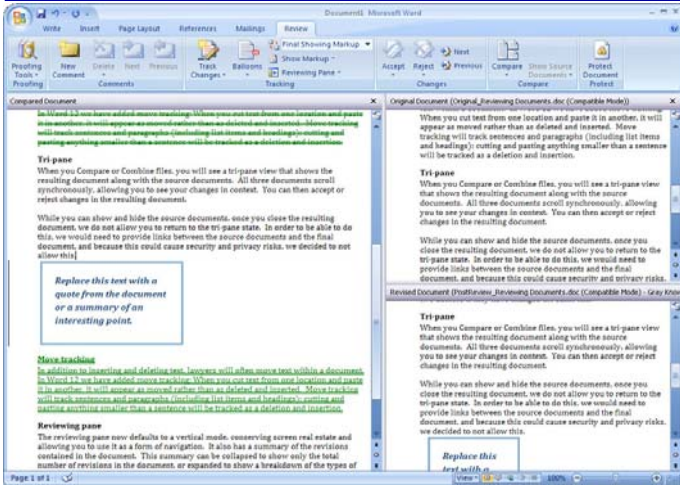 Document1 Microsoft Word
Write Insert Page Layout References Mailings Review
Proofing Tools
New Comment
Delete Next Previous
Track Changes
Balloons
Final Showing Markup
Show Markup
Reviewing Pane
Accept Reject
Next
Previous
Compare
Show Source Documents
Protect Document
Proofing Comments Tracking Changes Compare Protect
Compared Document
In Word 12 we have added move tracking: When you cut text from one location and paste
it in another, it will appear as moved rather than as deleted and inserted. Move tracking
will track sentences and paragraphs (including list items and headings); cutting and
pasting anything smaller than a sentence will be tracked as a deletion and insertion.
Tri-pane
When you Compare or Combine files, you will see a tri-pane view that shows the
resulting document along with the source documents. All three documents scroll
synchronously, allowing you to see your changes in context. You can then accept or
reject changes in the resulting document.
While you can show and hide the source documents, once you close the resulting
document, we do not allow you to return to the tri-pane state. In order to be able to do
this, we would need to provide links between the source documents and the final
document, and because this could cause security and privacy risks, we decided to not
allow this.
Replace this text with a
quote from the document
or a summary of an
interesting point.
Move tracking
In addition to inserting and deleting text, lawyers will often move text within a document.
In Word 12 we have added move tracking: When you cut text from one location and paste
it in another, it will appear as moved rather than as deleted and inserted. Move tracking
will track sentences and paragraphs (including list items and headings); cutting and
pasting anything smaller than a sentence will be tracked as a deletion and insertion.
Reviewing pane
The reviewing pane now defaults to a vertical mode, conserving screen real estate and
allowing you to use it as a form of navigation. It also has a summary of the revisions
contained in the document. This summary can be collapsed to show only the total
number of revisions in the document, or expanded to show a breakdown of the types of
Original Document (Original_Reviewing Documents.doc (Compatible Mode))
When you cut text from one location and paste it in another, it will
appear as moved rather than as deleted and inserted. Move
tracking will track sentences and paragraphs (including list items
and headings); cutting and pasting anything smaller than a sentence
will be tracked as a deletion and insertion.
Tri-pane
When you Compare or Combine files, you will see a tri-pane view
that shows the resulting document along with the source
documents. All three documents scroll synchronously, allowing
you to see your changes in context. You can then accept or reject
changes in the resulting document.
While you can show and hide the source documents, once you
close the resulting document, we do not allow you to return to the
tri-pane state. In order to be able to do this, we would need to
provide links between the source documents and the final
document, and because this could cause security and privacy risks,
Revised Document (PostReview_Reviewing Documents.doc (Compatible Mode) - Gray Know
Tri-pane
When you Compare or Combine files, you will see a tri-pane view
that shows the resulting document along with the source
documents. All three documents scroll synchronously, allowing
you to see your changes in context. You can then accept or reject
changes in the resulting document.
While you can show and hide the source documents, once you
close the resulting document, we do not allow you to return to the
tri-pane state. In order to be able to do this, we would need to
provide links between the source documents and the final
document, and because this could cause security and privacy risks,
we decided to not allow this.
Replace this
text with a
Page: 1 of 1
View
100%